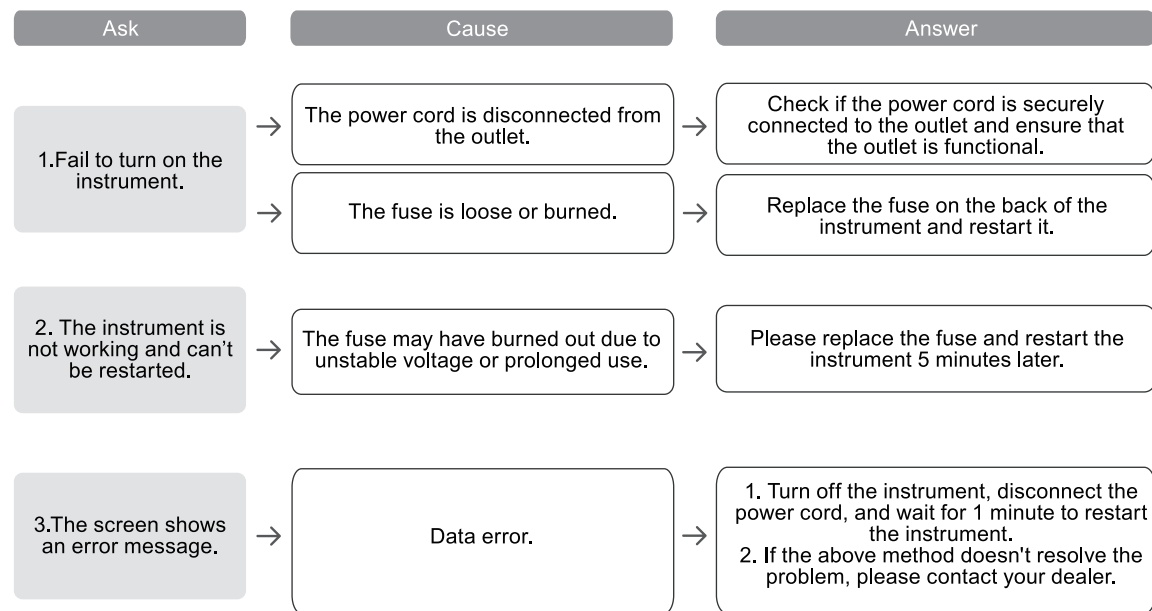 Ask
Cause
Answer
1.Fail to turn on the
instrument.
The power cord is disconnected from
the outlet.
Check if the power cord is securely
connected to the outlet and ensure that
the outlet is functional.
The fuse is loose or burned.
Replace the fuse on the back of the
instrument and restart it.
2. The instrument is
not working and can't
be restarted.
The fuse may have burned out due to
unstable voltage or prolonged use.
Please replace the fuse and restart the
instrument 5 minutes later.
3.The screen shows
an error message.
Data error.
1. Turn off the instrument, disconnect the
power cord, and wait for 1 minute to restart
the instrument.
2. If the above method doesn't resolve the
problem, please contact your dealer.